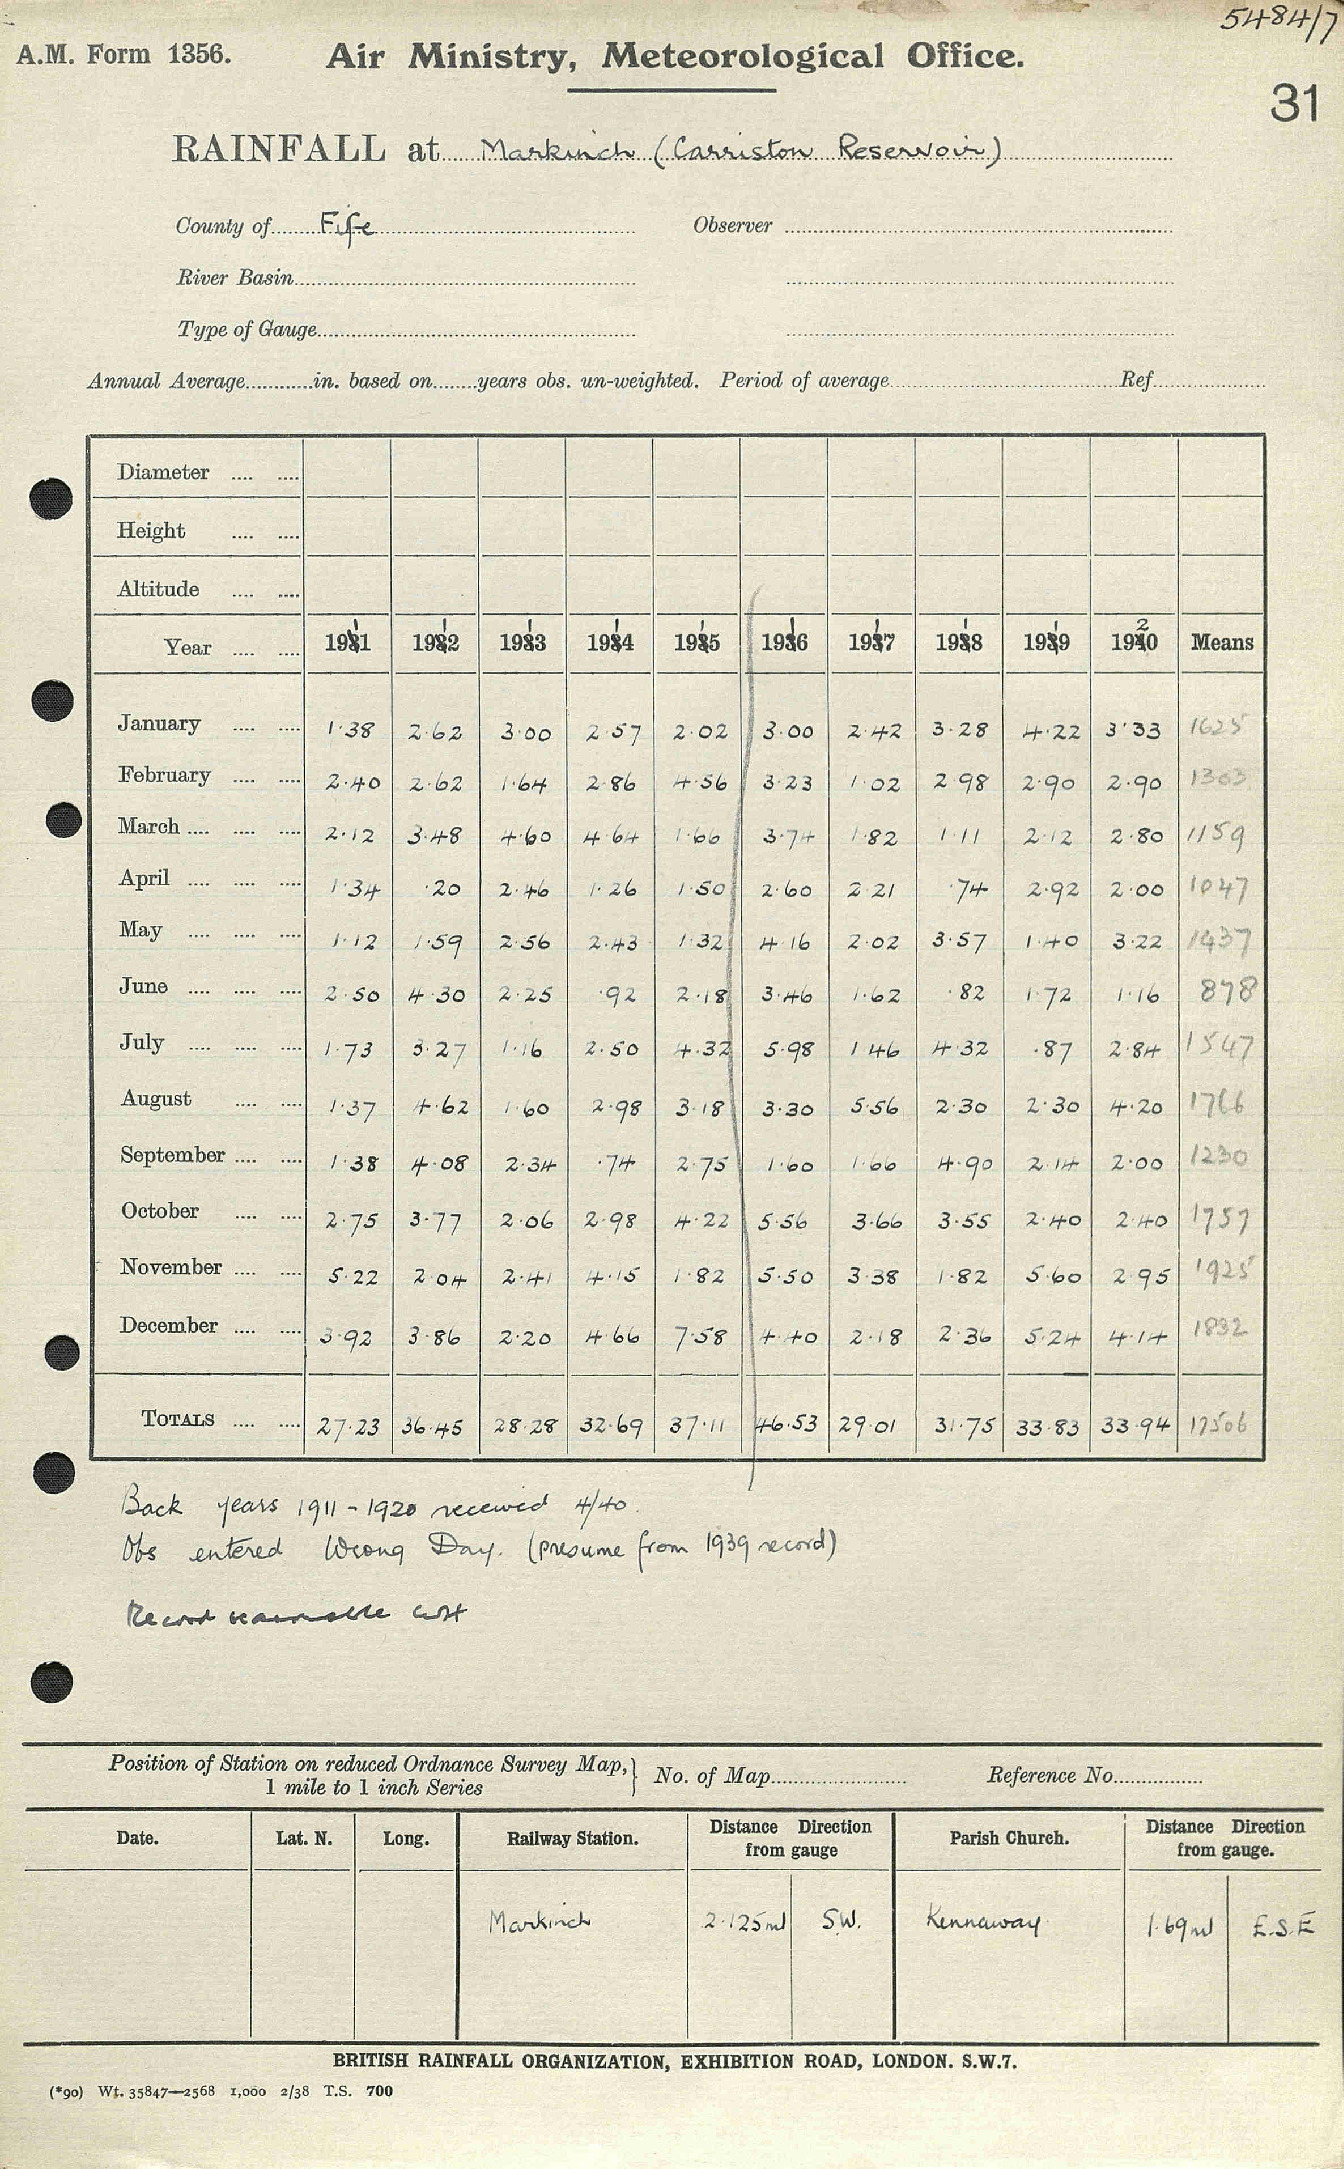 5484/7
A.M. Form 1356. Air Ministry, Meteorological Office.
31
RAINFALL at Markinch (Carriston Reservoir)
County of Fife Observer
River Basin
Type of Gauge
Annual Average in. based on years obs. un-weighted. Period of average Ref
Diameter
Height
Altitude
Year 1911 1912 1913 1914 1915 1916 1917 1918 1919 1920 Means
January 1·38 2·62 3·00 2·57 2·02 3·00 2·42 3·28 4·22 3·33 1625
February 2·40 2·62 1·64 2·86 4·56 3·23 1·02 2·98 2·90 2·90 1303
March 2·12 3·48 4·60 4·64 1·66 3·74 1·82 1·11 2·12 2·80 1159
April 1·34 ·20 2·46 1·26 1·50 2·60 2·21 ·74 2·92 2·00 1047
May 1·12 1·59 2·56 2·43 1·32 4·16 2·02 3·57 1·40 3·22 1437
June 2·50 4·30 2·25 ·92 2·18 3·46 1·62 ·82 1·72 1·16 878
July 1·73 3·27 1·16 2·50 4·32 5·98 1·46 4·32 ·87 2·84 1547
August 1·37 4·62 1·60 2·98 3·18 3·30 5·56 2·30 2·30 4·20 1766
September 1·38 4·08 2·34 ·74 2·75 1·60 1·66 4·90 2·14 2·00 1230
October 2·75 3·77 2·06 2·98 4·22 5·56 3·66 3·55 2·40 2·40 1757
November 5·22 2·04 2·41 4·15 1·82 5·50 3·38 1·82 5·60 2·95 1925
December 3·92 3·86 2·20 4·66 7·58 4·40 2·18 2·36 5·24 4·14 1832
TOTALS 27·23 36·45 28·28 32·69 37·11 46·53 29·01 31·75 33·83 33·94 17506
Back years 1911 - 1920 received 4/40.
Obs entered Wrong Day. (presume from 1939 record)
Record
Position of Station on reduced Ordnance Survey Map, No. of Map Reference No.
1 mile to 1 inch Series
Date. Lat. N. Long. Railway Station. Distance Direction from gauge Parish Church. Distance Direction from gauge.
Markinch 2·125ml S.W. Kennaway 1·69ml E.S.E
BRITISH RAINFALL ORGANIZATION, EXHIBITION ROAD, LONDON. S.W.7.
(*90) Wt. 35847—2568 1,000 2/38 T.S. 700